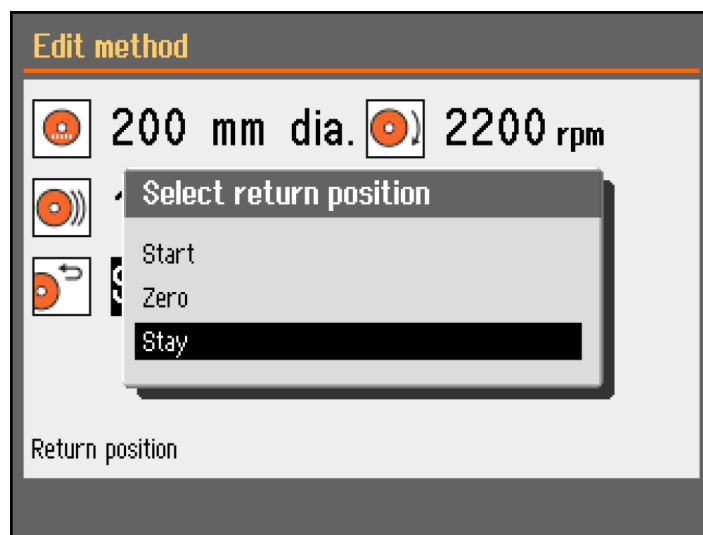 Edit method
200 mm dia. 2200 rpm
Select return position
Start
Zero
Stay
Return position